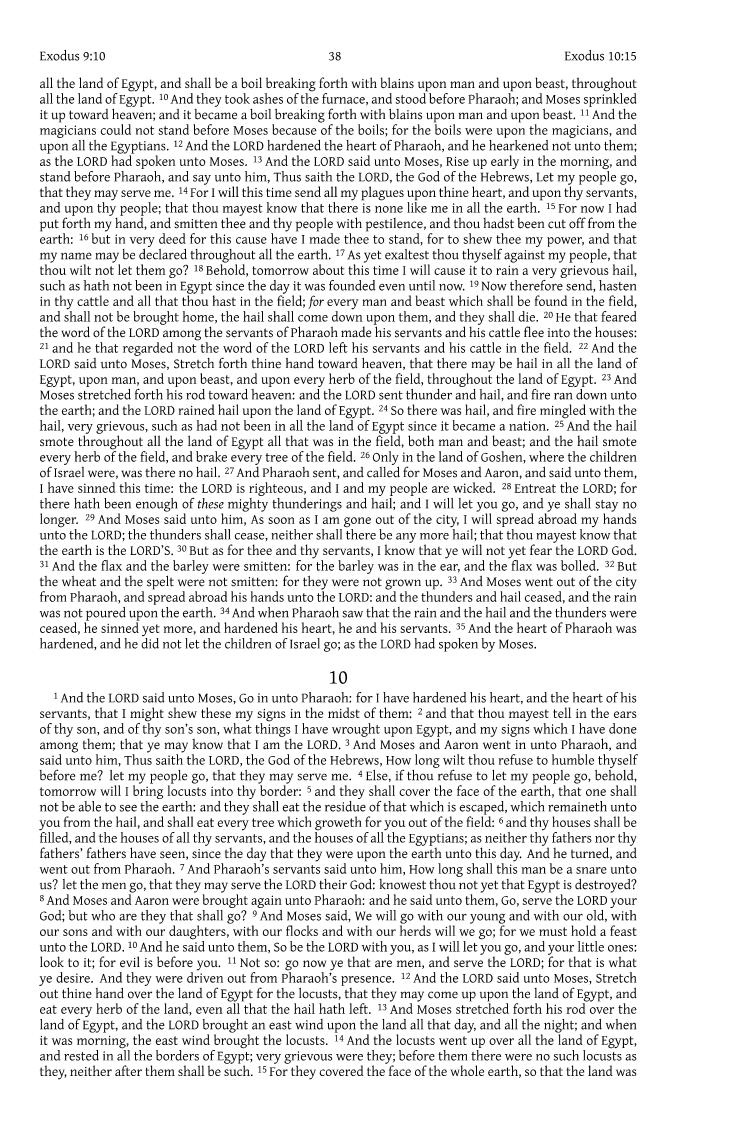 Exodus 9:10 38 Exodus 10:15
all the land of Egypt, and shall be a boil breaking forth with blains upon man and upon beast, throughout
all the land of Egypt. 10 And they took ashes of the furnace, and stood before Pharaoh; and Moses sprinkled
it up toward heaven; and it became a boil breaking forth with blains upon man and upon beast. 11 And the
magicians could not stand before Moses because of the boils; for the boils were upon the magicians, and
upon all the Egyptians. 12 And the LORD hardened the heart of Pharaoh, and he hearkened not unto them;
as the LORD had spoken unto Moses. 13 And the LORD said unto Moses, Rise up early in the morning, and
stand before Pharaoh, and say unto him, Thus saith the LORD, the God of the Hebrews, Let my people go,
that they may serve me. 14 For I will this time send all my plagues upon thine heart, and upon thy servants,
and upon thy people; that thou mayest know that there is none like me in all the earth. 15 For now I had
put forth my hand, and smitten thee and thy people with pestilence, and thou hadst been cut off from the
earth: 16 but in very deed for this cause have I made thee to stand, for to shew thee my power, and that
my name may be declared throughout all the earth. 17 As yet exaltest thou thyself against my people, that
thou wilt not let them go? 18 Behold, tomorrow about this time I will cause it to rain a very grievous hail,
such as hath not been in Egypt since the day it was founded even until now. 19 Now therefore send, hasten
in thy cattle and all that thou hast in the field; for every man and beast which shall be found in the field,
and shall not be brought home, the hail shall come down upon them, and they shall die. 20 He that feared
the word of the LORD among the servants of Pharaoh made his servants and his cattle flee into the houses:
21 and he that regarded not the word of the LORD left his servants and his cattle in the field. 22 And the
LORD said unto Moses, Stretch forth thine hand toward heaven, that there may be hail in all the land of
Egypt, upon man, and upon beast, and upon every herb of the field, throughout the land of Egypt. 23 And
Moses stretched forth his rod toward heaven: and the LORD sent thunder and hail, and fire ran down unto
the earth; and the LORD rained hail upon the land of Egypt. 24 So there was hail, and fire mingled with the
hail, very grievous, such as had not been in all the land of Egypt since it became a nation. 25 And the hail
smote throughout all the land of Egypt all that was in the field, both man and beast; and the hail smote
every herb of the field, and brake every tree of the field. 26 Only in the land of Goshen, where the children
of Israel were, was there no hail. 27 And Pharaoh sent, and called for Moses and Aaron, and said unto them,
I have sinned this time: the LORD is righteous, and I and my people are wicked. 28 Entreat the LORD; for
there hath been enough of these mighty thunderings and hail; and I will let you go, and ye shall stay no
longer. 29 And Moses said unto him, As soon as I am gone out of the city, I will spread abroad my hands
unto the LORD; the thunders shall cease, neither shall there be any more hail; that thou mayest know that
the earth is the LORD'S. 30 But as for thee and thy servants, I know that ye will not yet fear the LORD God.
31 And the flax and the barley were smitten: for the barley was in the ear, and the flax was bolled. 32 But
the wheat and the spelt were not smitten: for they were not grown up. 33 And Moses went out of the city
from Pharaoh, and spread abroad his hands unto the LORD: and the thunders and hail ceased, and the rain
was not poured upon the earth. 34 And when Pharaoh saw that the rain and the hail and the thunders were
ceased, he sinned yet more, and hardened his heart, he and his servants. 35 And the heart of Pharaoh was
hardened, and he did not let the children of Israel go; as the LORD had spoken by Moses.
10
1 And the LORD said unto Moses, Go in unto Pharaoh: for I have hardened his heart, and the heart of his
servants, that I might shew these my signs in the midst of them: 2 and that thou mayest tell in the ears
of thy son, and of thy son's son, what things I have wrought upon Egypt, and my signs which I have done
among them; that ye may know that I am the LORD. 3 And Moses and Aaron went in unto Pharaoh, and
said unto him, Thus saith the LORD, the God of the Hebrews, How long wilt thou refuse to humble thyself
before me? let my people go, that they may serve me. 4 Else, if thou refuse to let my people go, behold,
tomorrow will I bring locusts into thy border: 5 and they shall cover the face of the earth, that one shall
not be able to see the earth: and they shall eat the residue of that which is escaped, which remaineth unto
you from the hail, and shall eat every tree which groweth for you out of the field: 6 and thy houses shall be
filled, and the houses of all thy servants, and the houses of all the Egyptians; as neither thy fathers nor thy
fathers' fathers have seen, since the day that they were upon the earth unto this day. And he turned, and
went out from Pharaoh. 7 And Pharaoh's servants said unto him, How long shall this man be a snare unto
us? let the men go, that they may serve the LORD their God: knowest thou not yet that Egypt is destroyed?
8 And Moses and Aaron were brought again unto Pharaoh: and he said unto them, Go, serve the LORD your
God; but who are they that shall go? 9 And Moses said, We will go with our young and with our old, with
our sons and with our daughters, with our flocks and with our herds will we go; for we must hold a feast
unto the LORD. 10 And he said unto them, So be the LORD with you, as I will let you go, and your little ones:
look to it; for evil is before you. 11 Not so: go now ye that are men, and serve the LORD; for that is what
ye desire. And they were driven out from Pharaoh's presence. 12 And the LORD said unto Moses, Stretch
out thine hand over the land of Egypt for the locusts, that they may come up upon the land of Egypt, and
eat every herb of the land, even all that the hail hath left. 13 And Moses stretched forth his rod over the
land of Egypt, and the LORD brought an east wind upon the land all that day, and all the night; and when
it was morning, the east wind brought the locusts. 14 And the locusts went up over all the land of Egypt,
and rested in all the borders of Egypt; very grievous were they; before them there were no such locusts as
they, neither after them shall be such. 15 For they covered the face of the whole earth, so that the land was